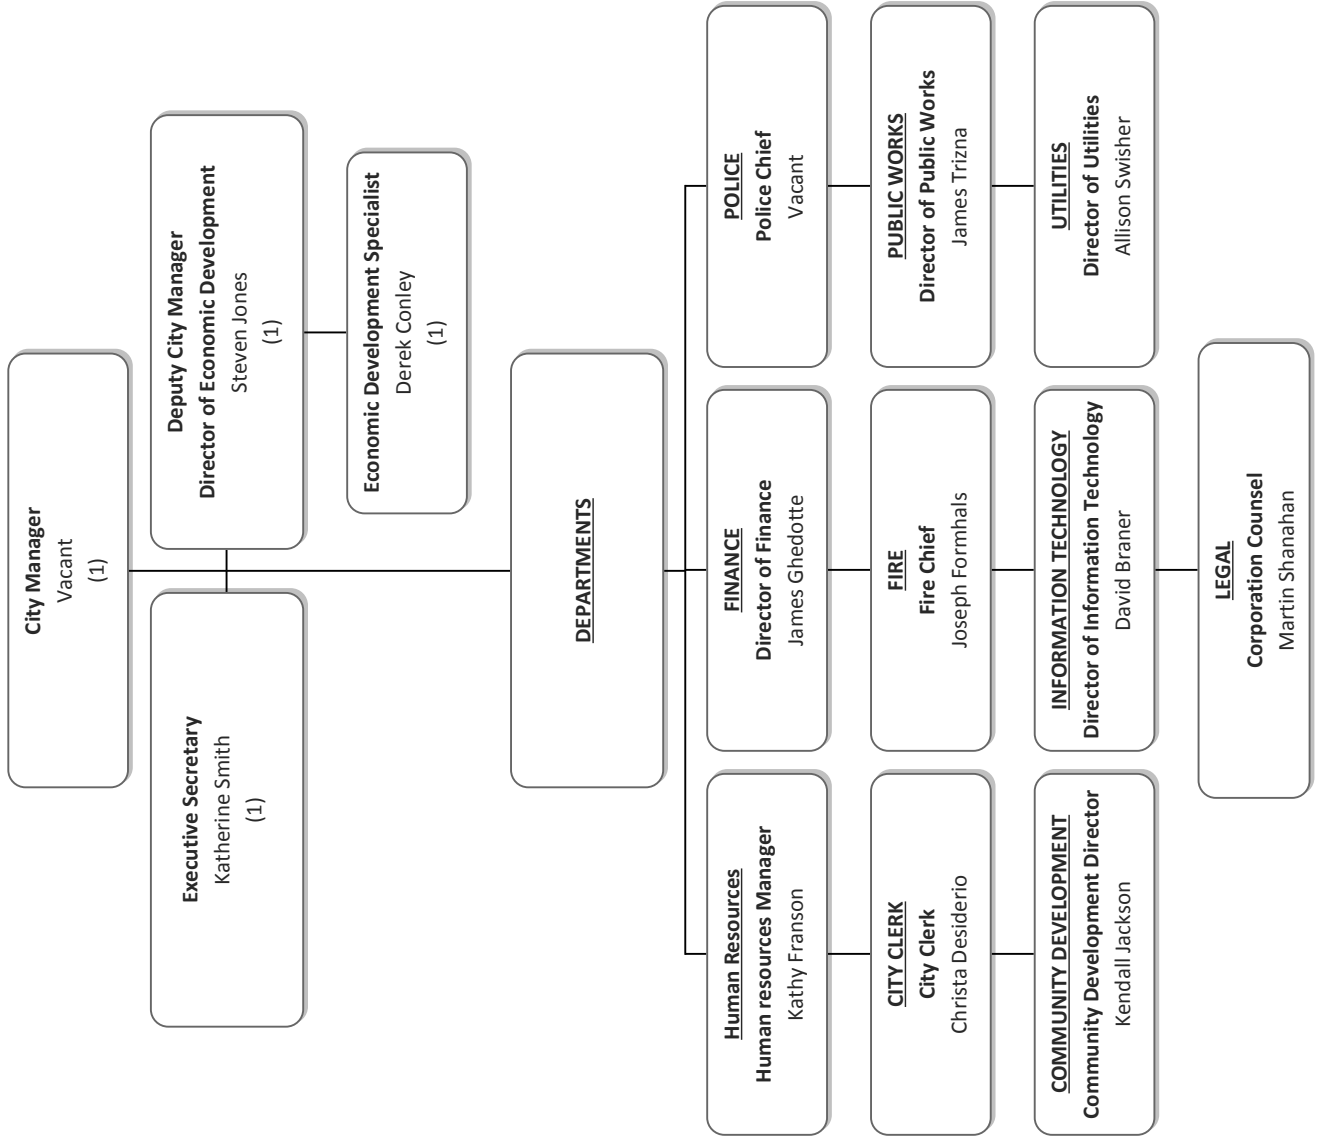 City Manager
Vacant
(1)
Executive Secretary
Katherine Smith
(1)
Deputy City Manager
Director of Economic Development
Steven Jones
(1)
Economic Development Specialist
Derek Conley
(1)
DEPARTMENTS
Human Resources
Human resources Manager
Kathy Franson
FINANCE
Director of Finance
James Ghedotte
POLICE
Police Chief
Vacant
CITY CLERK
City Clerk
Christa Desiderio
FIRE
Fire Chief
Joseph Formhals
PUBLIC WORKS
Director of Public Works
James Trizna
COMMUNITY DEVELOPMENT
Community Development Director
Kendall Jackson
INFORMATION TECHNOLOGY
Director of Information Technology
David Braner
UTILITIES
Director of Utilities
Allison Swisher
LEGAL
Corporation Counsel
Martin Shanahan